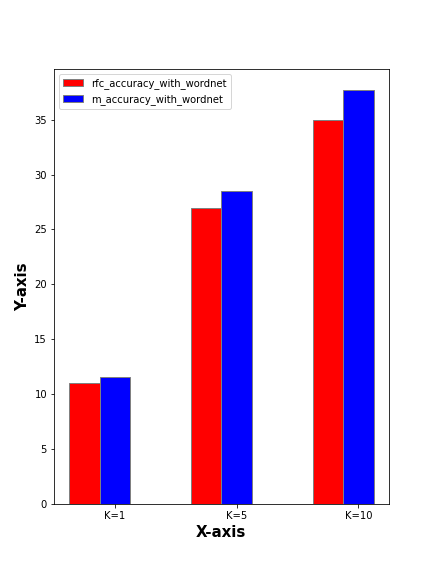 rfc_accuracy_with_wordnet
m_accuracy_with_wordnet
35
30
25
20
15
10
5
0
Y-axis
K=1 K=5 K=10
X-axis